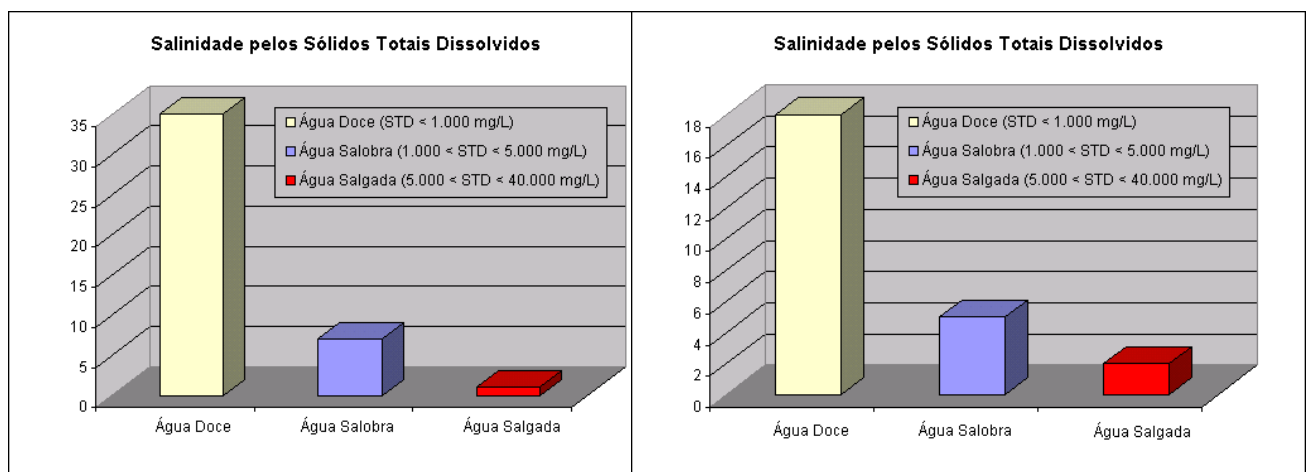 Salinidade pelos Sólidos Totais Dissolvidos
Água Doce (STD < 1.000 mg/L)
Água Salobra (1.000 < STD < 5.000 mg/L)
Água Salgada (5.000 < STD < 40.000 mg/L)
35
30
25
20
15
10
5
0
Água Doce
Água Salobra
Água Salgada
Salinidade pelos Sólidos Totais Dissolvidos
Água Doce (STD < 1.000 mg/L)
Água Salobra (1.000 < STD < 5.000 mg/L)
Água Salgada (5.000 < STD < 40.000 mg/L)
18
16
14
12
10
8
6
4
2
0
Água Doce
Água Salobra
Água Salgada